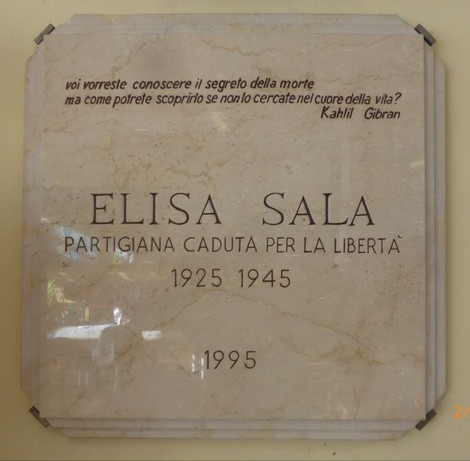 voi vorreste conoscere il segreto della morte
ma come potrete scoprirlo se non lo cercate nel cuore della vita?
Kahlil Gibran
ELISA SALA
PARTIGIANA CADUTA PER LA LIBERTÀ
1925 1945
1995